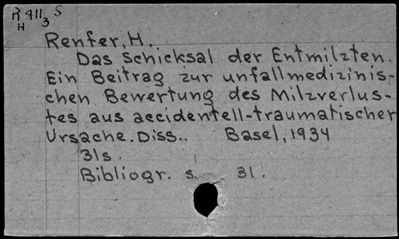 R 911 S
H 3
Renfer, H.
Das Schicksal der Entmilzten.
Ein Beitrag zur unfallmedizinis-
chen Bewertung des Milzverlus-
tes aus accidentell-traumatischer
Ursache. Diss.. Basel, 1934
31s.
Bibliogr. s. 31.